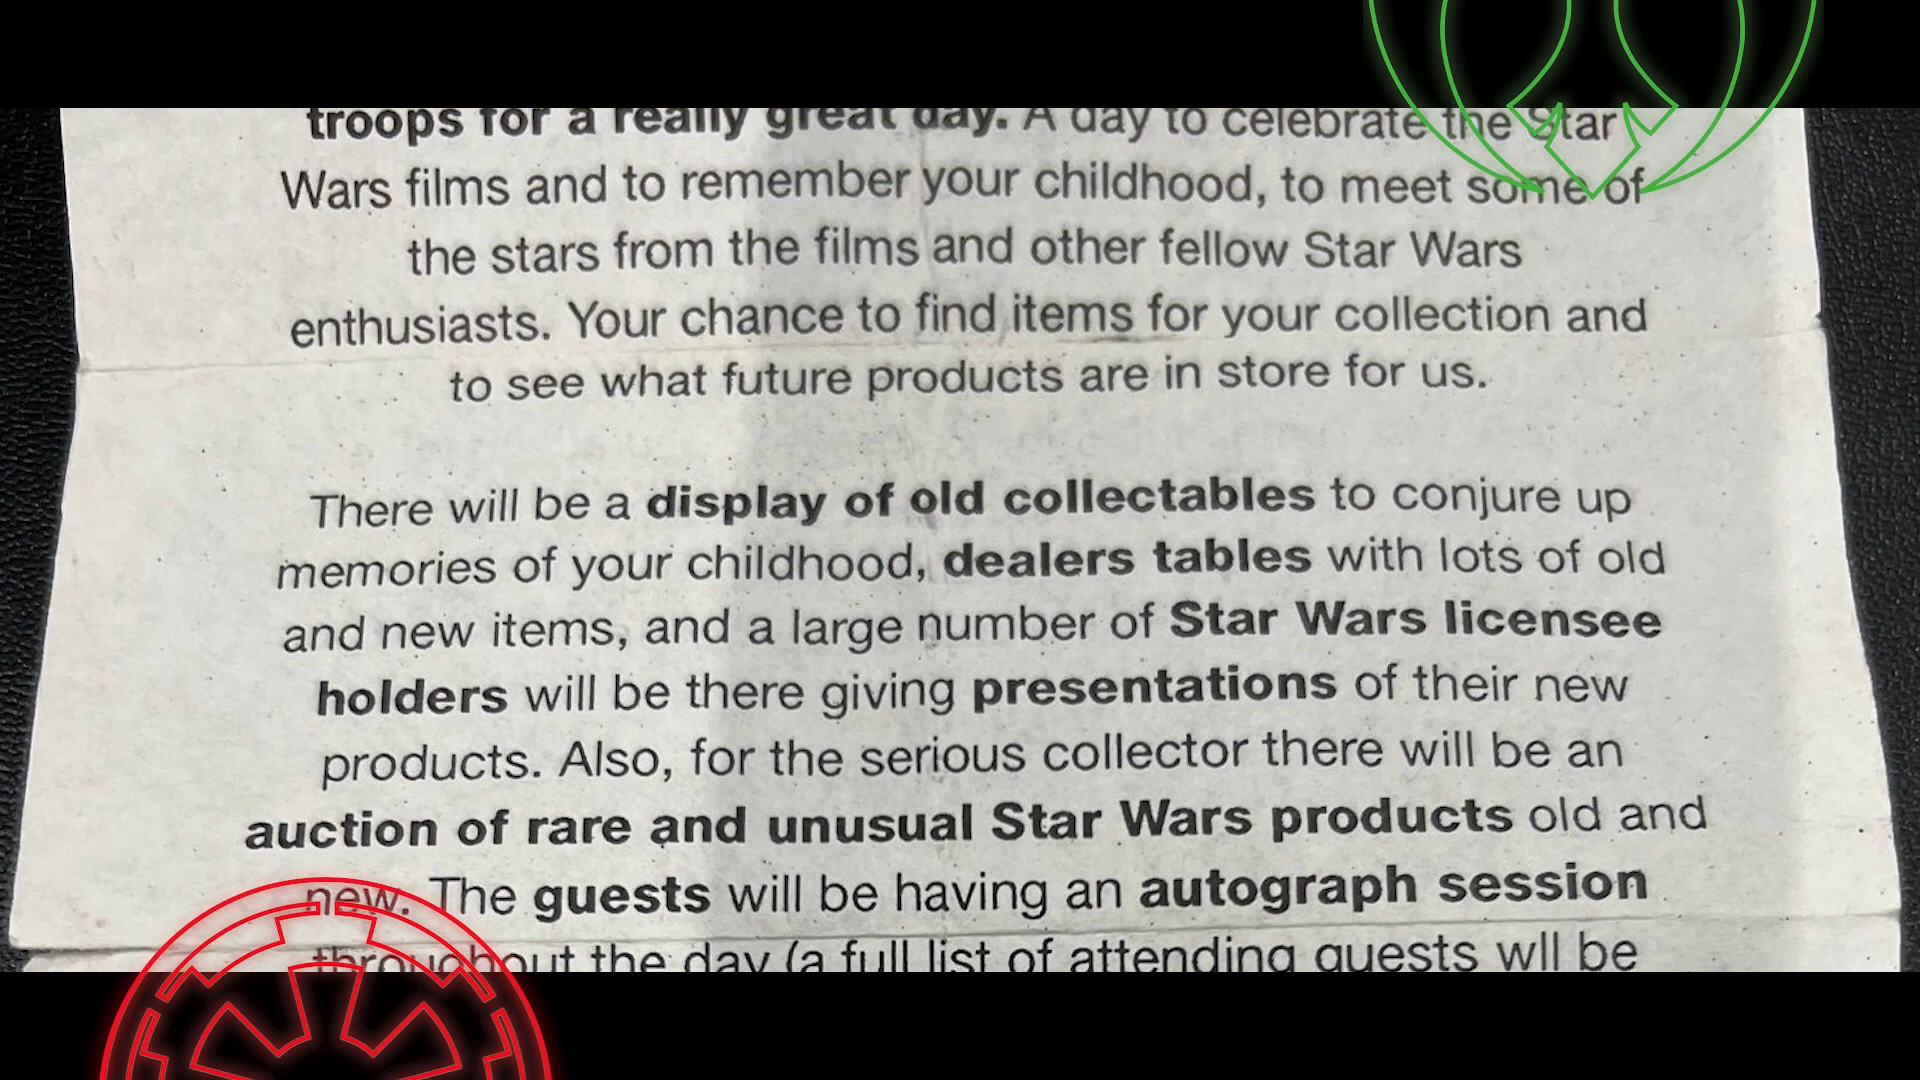 troops for a really great day. A day to celebrate the Star
Wars films and to remember your childhood, to meet some of
the stars from the films and other fellow Star Wars
enthusiasts. Your chance to find items for your collection and
to see what future products are in store for us.
There will be a display of old collectables to conjure up
memories of your childhood, dealers tables with lots of old
and new items, and a large number of Star Wars licensee
holders will be there giving presentations of their new
products. Also, for the serious collector there will be an
auction of rare and unusual Star Wars products old and
new. The guests will be having an autograph session
throughout the day (a full list of attending guests wll be